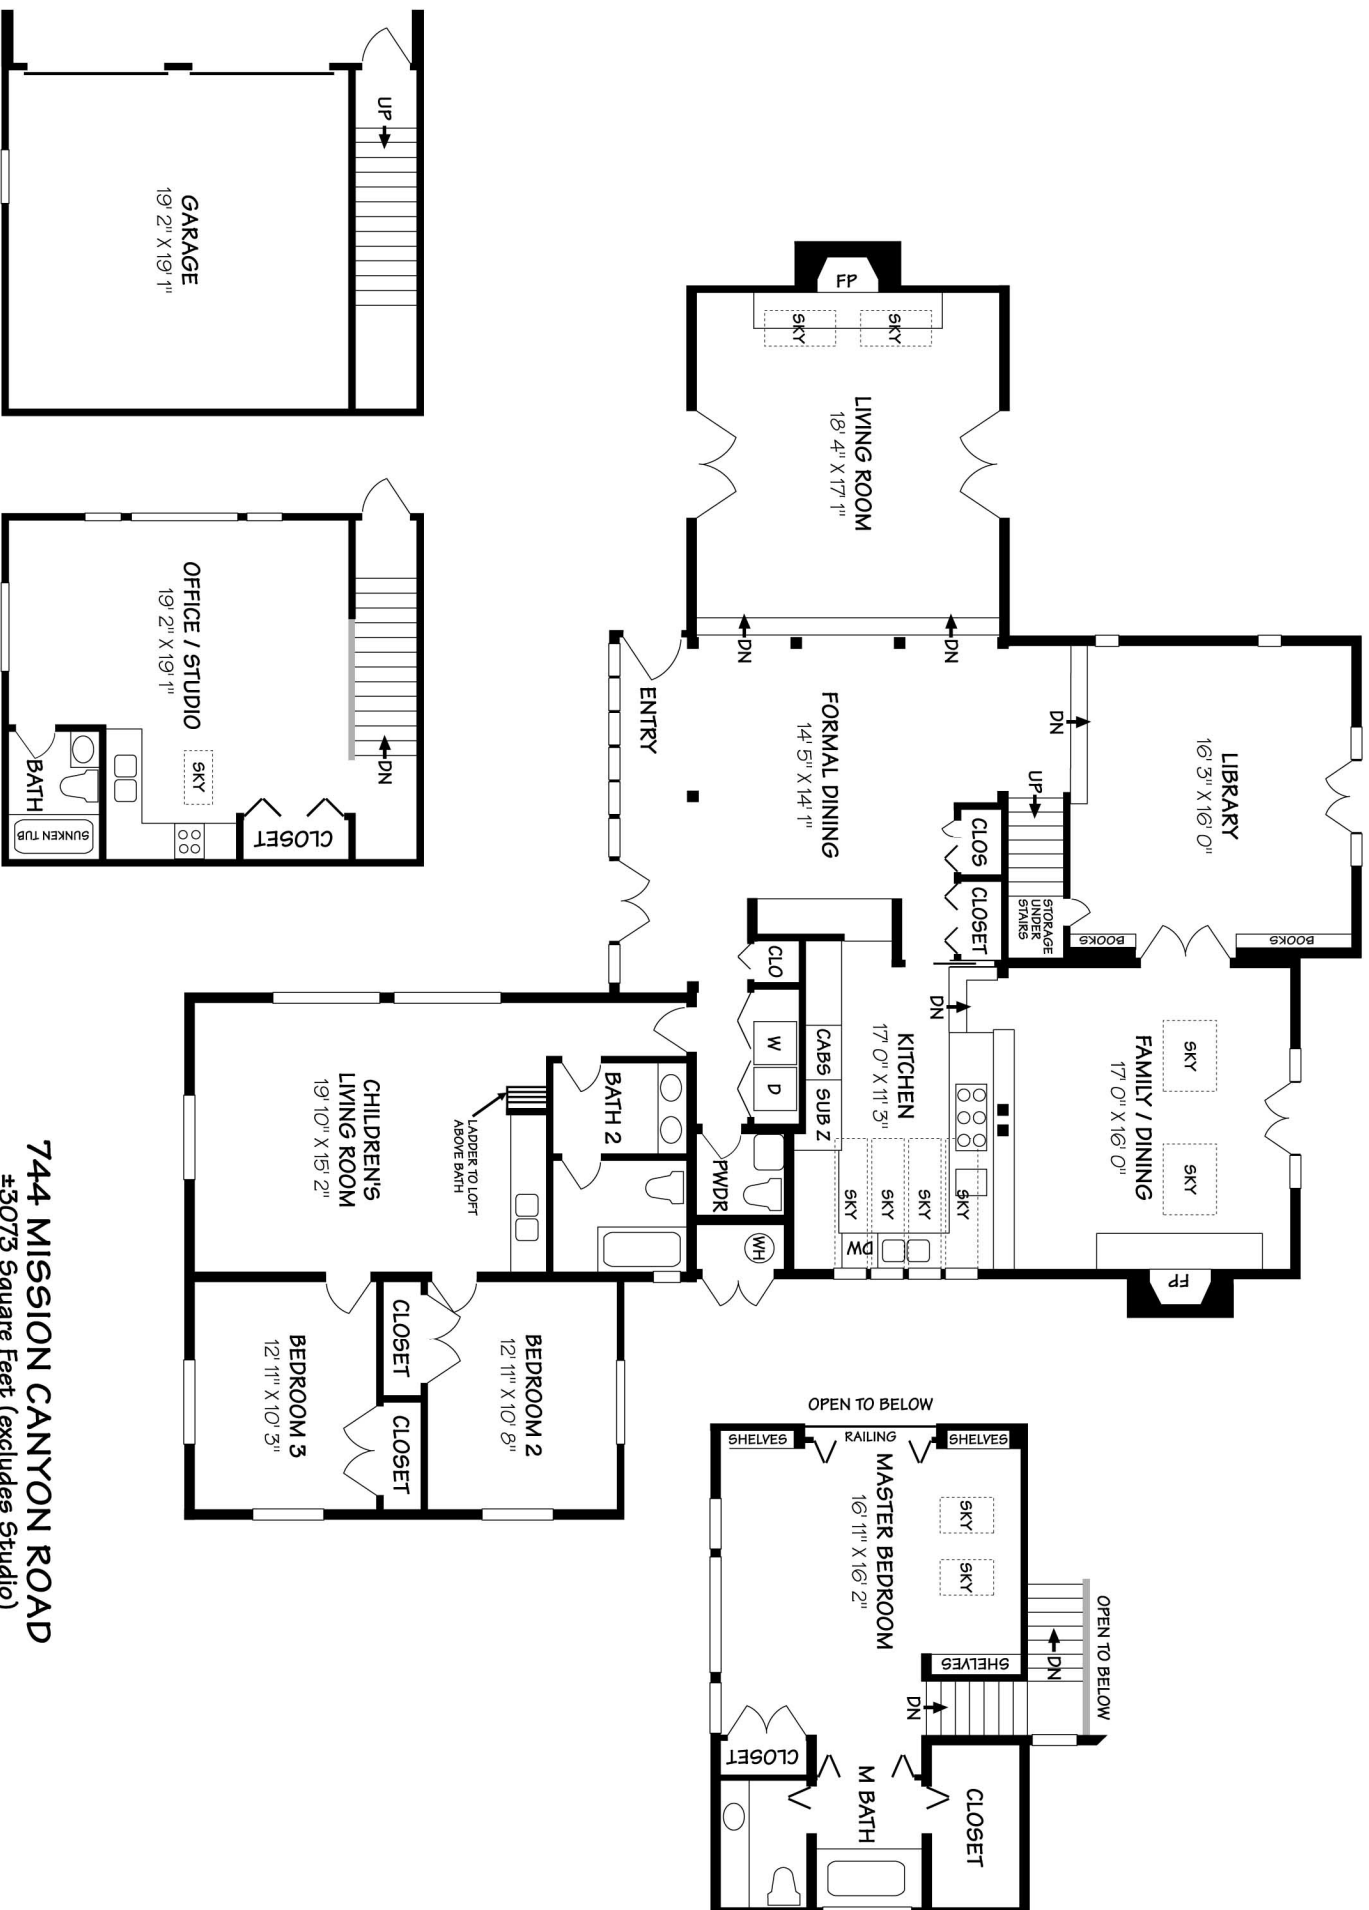 UP
GARAGE
19' 2" X 19' 1"
OFFICE / STUDIO
19' 2" X 19' 1"
SKY
DN
CLOSET
BATH
SUNKEN TUB
FP
SKY
SKY
LIVING ROOM
18' 4" X 17' 1"
DN
DN
ENTRY
FORMAL DINING
14' 5" X 14' 1"
DN
LIBRARY
16' 3" X 16' 0"
UP
CLOS
CLOSET
STORAGE
UNDER
STAIRS
BOOKS
BOOKS
CLO
W
D
DN
KITCHEN
17' 0" X 11' 3"
CABS
SUB Z
SKY
SKY
SKY
SKY
DW
FAMILY / DINING
17' 0" X 16' 0"
SKY
SKY
FP
PWDR
WH
BATH 2
LADDER TO LOFT
ABOVE BATH
CHILDREN'S
LIVING ROOM
19' 10" X 15' 2"
CLOSET
CLOSET
BEDROOM 2
12' 11" X 10' 8"
BEDROOM 3
12' 11" X 10' 3"
OPEN TO BELOW
RAILING
SHELVES
SHELVES
MASTER BEDROOM
16' 11" X 16' 2"
SKY
SKY
SHELVES
DN
DN
OPEN TO BELOW
CLOSET
M BATH
CLOSET
744 MISSION CANYON ROAD
±3073 Square Feet (excludes Studio)